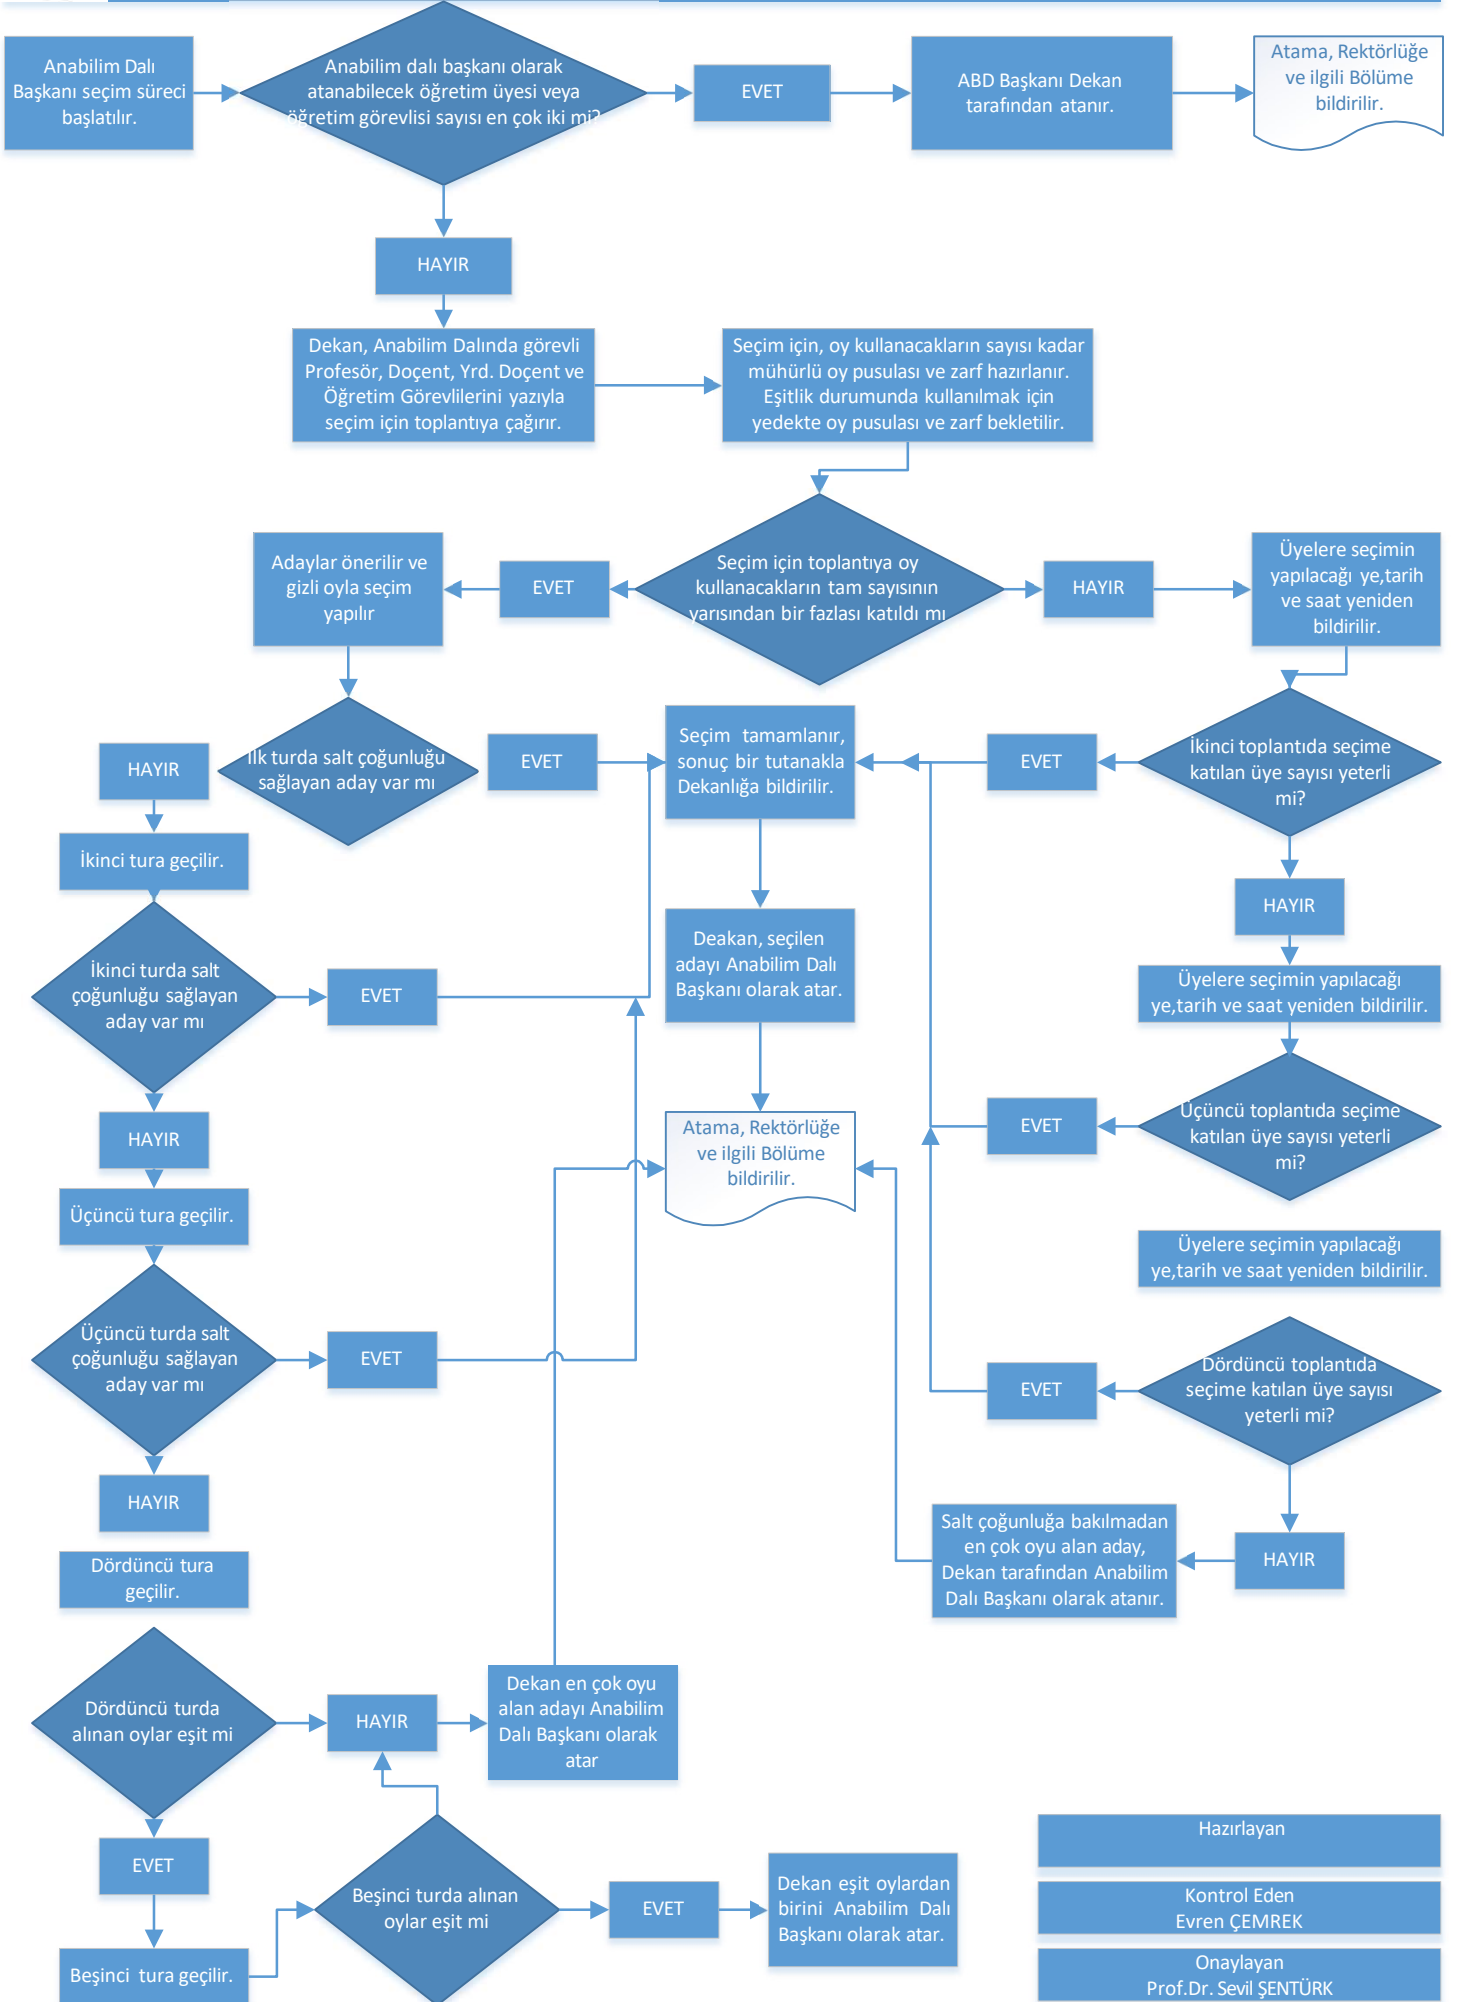 Anabilim Dalı
Başkanı seçim süreci
başlatılır.
Anabilim dalı başkanı olarak
atanabilecek öğretim üyesi veya
öğretim görevlisi sayısı en çok iki mi?
EVET
ABD Başkanı Dekan
tarafından atanır.
Atama, Rektörlüğe
ve ilgili Bölüme
bildirilir.
HAYIR
Dekan, Anabilim Dalında görevli
Profesör, Doçent, Yrd. Doçent ve
Öğretim Görevlilerini yazıyla
seçim için toplantıya çağırır.
Seçim için, oy kullanacakların sayısı kadar
mühürlü oy pusulası ve zarf hazırlanır.
Eşitlik durumunda kullanılmak için
yedekte oy pusulası ve zarf bekletilir.
Adaylar önerilir ve
gizli oyla seçim
yapılır
EVET
Seçim için toplantıya oy
kullanacakların tam sayısının
yarısından bir fazlası katıldı mı
HAYIR
Üyelere seçimin
yapılacağı ye,tarih
ve saat yeniden
bildirilir.
HAYIR
İlk turda salt çoğunluğu
sağlayan aday var mı
EVET
Seçim tamamlanır,
sonuç bir tutanakla
Dekanlığa bildirilir.
EVET
İkinci toplantıda seçime
katılan üye sayısı yeterli
mi?
İkinci tura geçilir.
HAYIR
İkinci turda salt
çoğunluğu sağlayan
aday var mı
EVET
Deakan, seçilen
adayı Anabilim Dalı
Başkanı olarak atar.
Üyelere seçimin yapılacağı
ye,tarih ve saat yeniden bildirilir.
HAYIR
Atama, Rektörlüğe
ve ilgili Bölüme
bildirilir.
EVET
Üçüncü toplantıda seçime
katılan üye sayısı yeterli
mi?
Üçüncü tura geçilir.
Üyelere seçimin yapılacağı
ye,tarih ve saat yeniden bildirilir.
Üçüncü turda salt
çoğunluğu sağlayan
aday var mı
EVET
EVET
Dördüncü toplantıda
seçime katılan üye sayısı
yeterli mi?
HAYIR
Salt çoğunluğa bakılmadan
en çok oyu alan aday,
Dekan tarafından Anabilim
Dalı Başkanı olarak atanır.
HAYIR
Dördüncü tura
geçilir.
Dördüncü turda
alınan oylar eşit mi
HAYIR
Dekan en çok oyu
alan adayı Anabilim
Dalı Başkanı olarak
atar
EVET
Beşinci turda alınan
oylar eşit mi
EVET
Dekan eşit oylardan
birini Anabilim Dalı
Başkanı olarak atar.
Beşinci tura geçilir.
Hazırlayan
Kontrol Eden
Evren ÇEMREK
Onaylayan
Prof.Dr. Sevil ŞENTÜRK